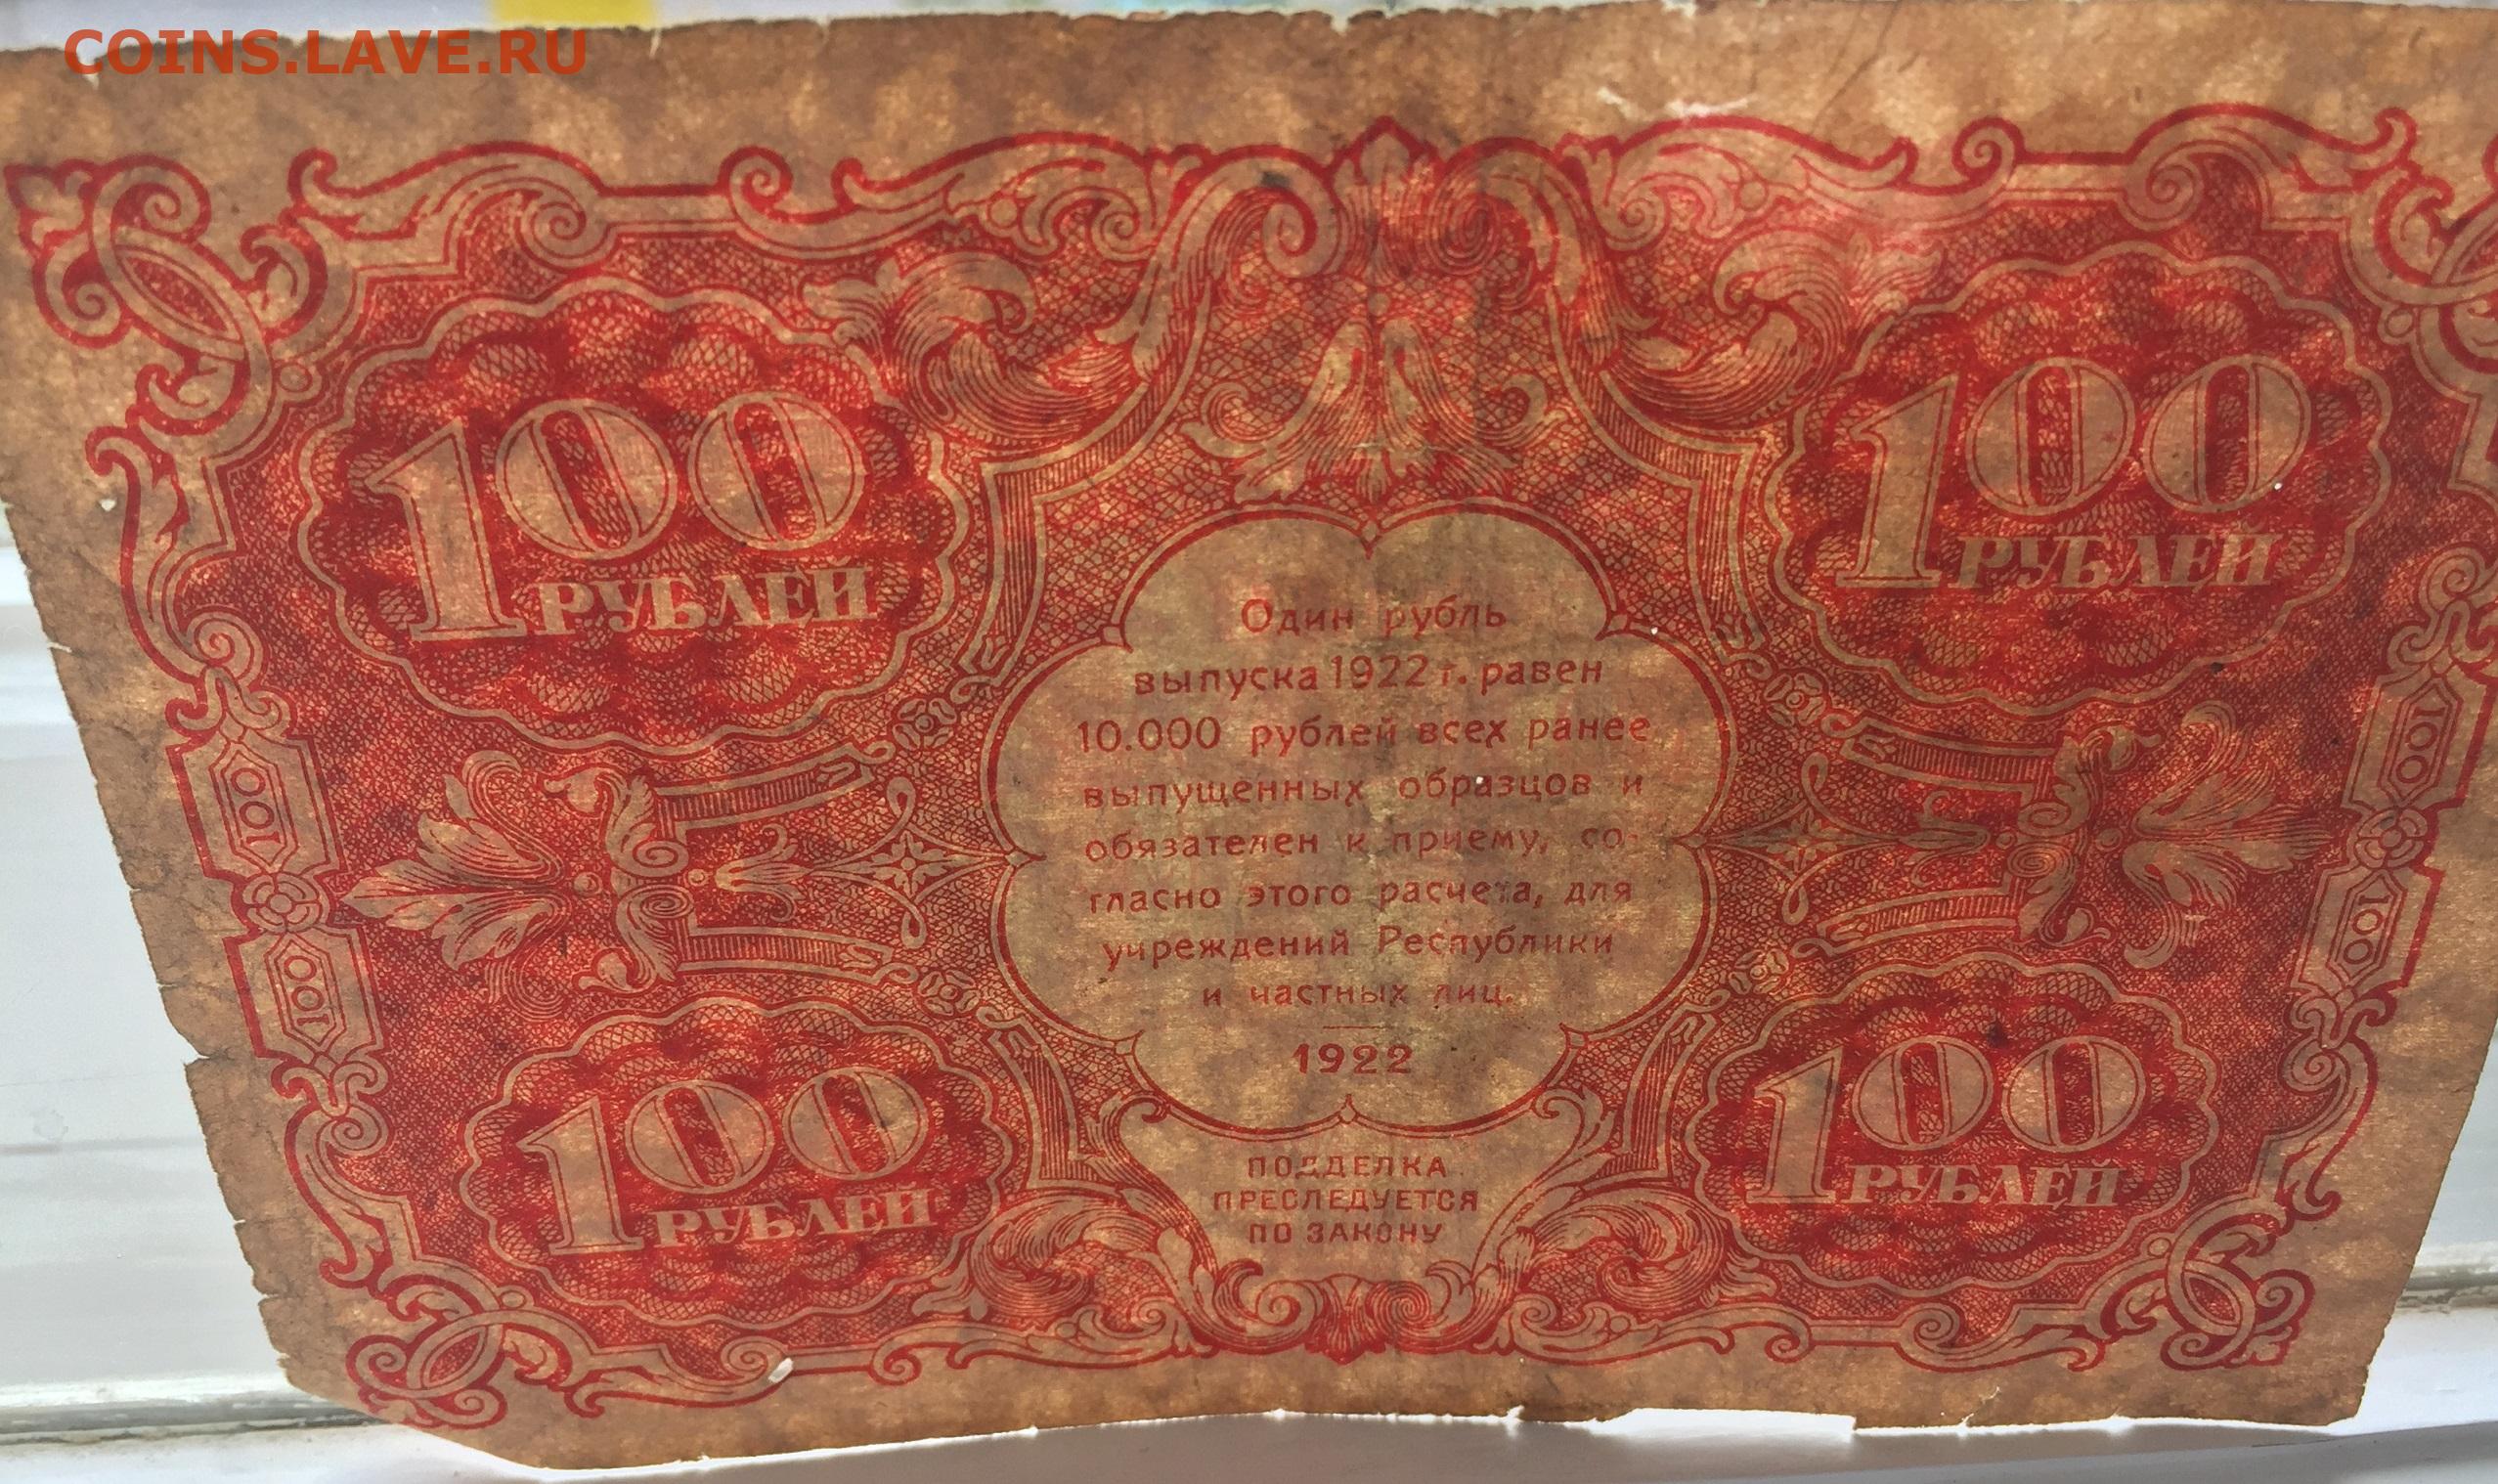 COINS.LAVE.RU
100
РУБЛЕЙ
100
РУБЛЕЙ
Один рубль
выпуска 1922 г. равен
10.000 рублей всех ранее
выпущенных образцов и
обязателен к приему, со-
гласно этого расчета, для
учреждений Республики
и частных лиц.
1922
100
100
100
100
100
РУБЛЕЙ
100
РУБЛЕЙ
ПОДДЕЛКА
ПРЕСЛЕДУЕТСЯ
ПО ЗАКОНУ